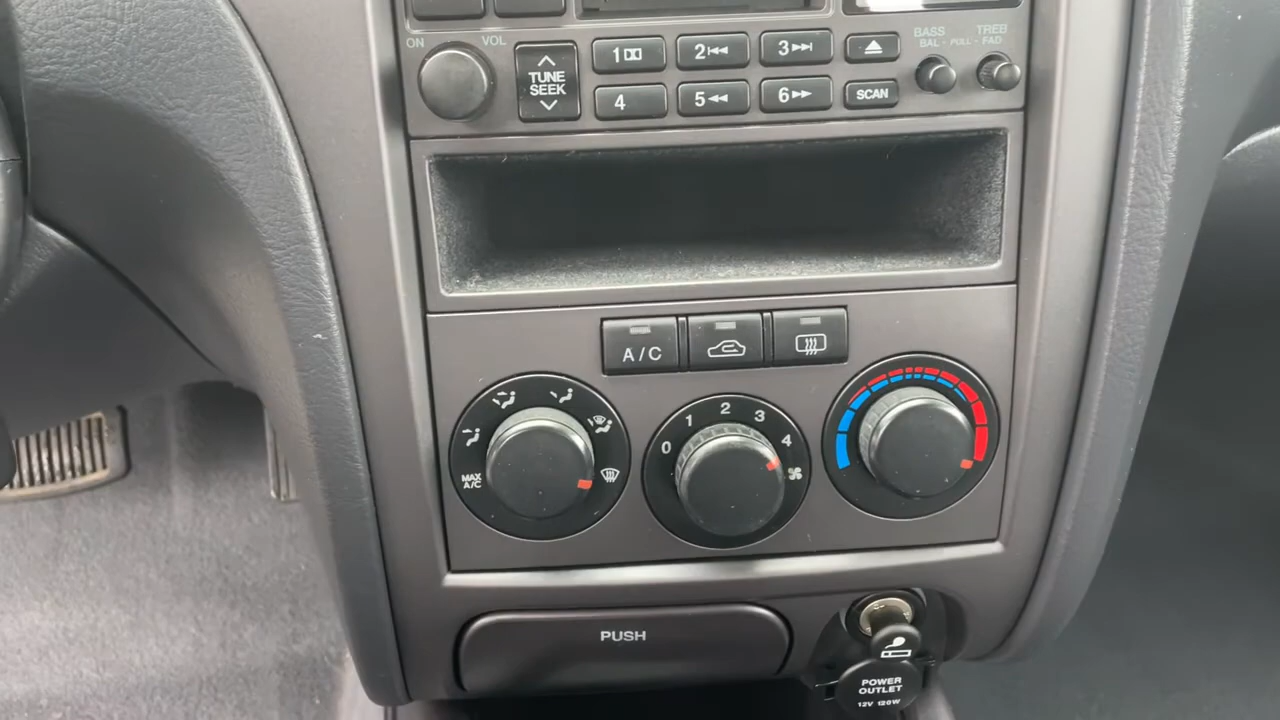 ON
VOL
TUNE
SEEK
1
2
3
BASS
TREB
BAL - PULL - FAD
4
5
6
SCAN
A/C
MAX
A/C
0
1
2
3
4
PUSH
POWER
OUTLET
12V 120W